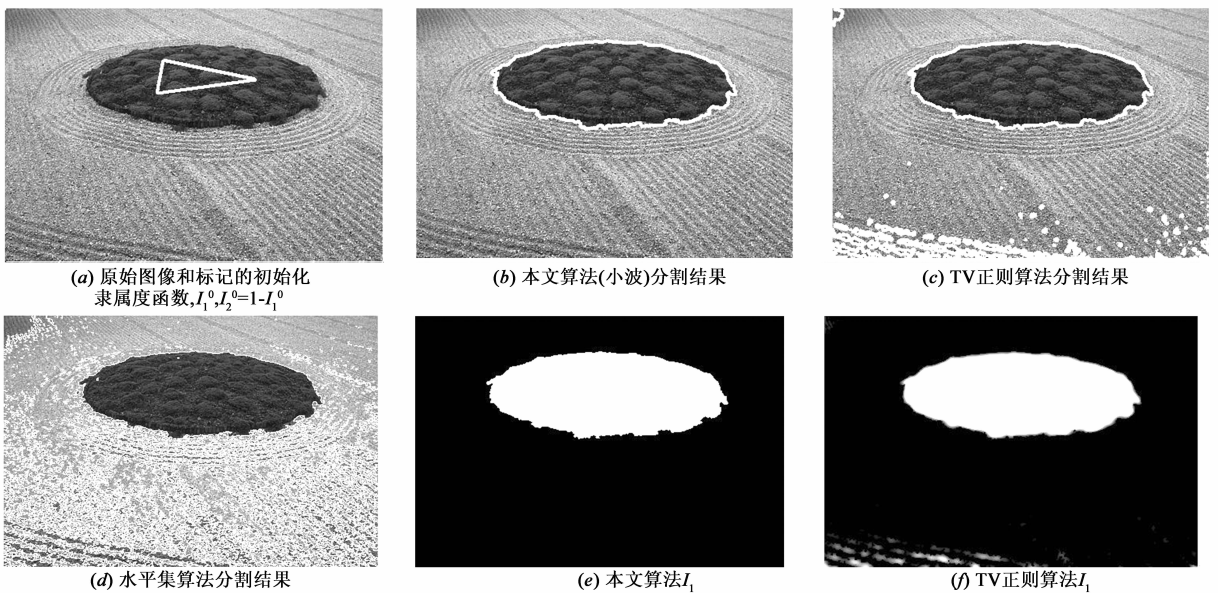 (a) 原始图像和标记的初始化
隶属度函数,I₁⁰,I₂⁰=1-I₁⁰
(b) 本文算法(小波)分割结果
(c) TV正则算法分割结果
(d) 水平集算法分割结果
(e) 本文算法I₁
(f) TV正则算法I₁